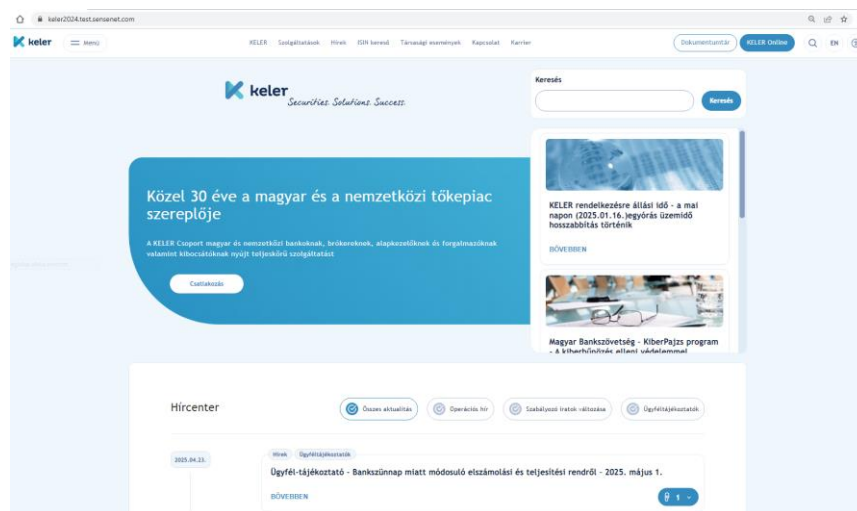 keler2024.test.sensenet.com
keler
Menü
KELER Szolgáltatások Hírek ISIN kereső Társasági események Kapcsolat Karrier
Dokumentumtár
KELER Online
EN
keler
Securities. Solutions. Success.
Keresés
Keresés
Közel 30 éve a magyar és a nemzetközi tőkepiac
szereplője
A KELER Csoport magyar és nemzetközi bankoknak, brókereknek, alapkezelőknek és forgalmazóknak
valamint kibocsátóknak nyújt teljeskörű szolgáltatást
Csatlakozás
KELER rendelkezésre állási idő - a mai
napon (2025.01.16.)egyórás üzemidő
hosszabbítás történik
BŐVEBBEN
Magyar Bankszövetség - KiberPajzs program
- A kiberbűnözés elleni védelemmel
Hírcenter
Összes aktualitás
Operációs hír
Szabályozó iratok változása
Ügyféltájékoztatók
2025.04.23.
Hírek
Ügyféltájékoztatók
Ügyfél-tájékoztató - Bankszünnap miatt módosuló elszámolási és teljesítési rendről - 2025. május 1.
BŐVEBBEN
1